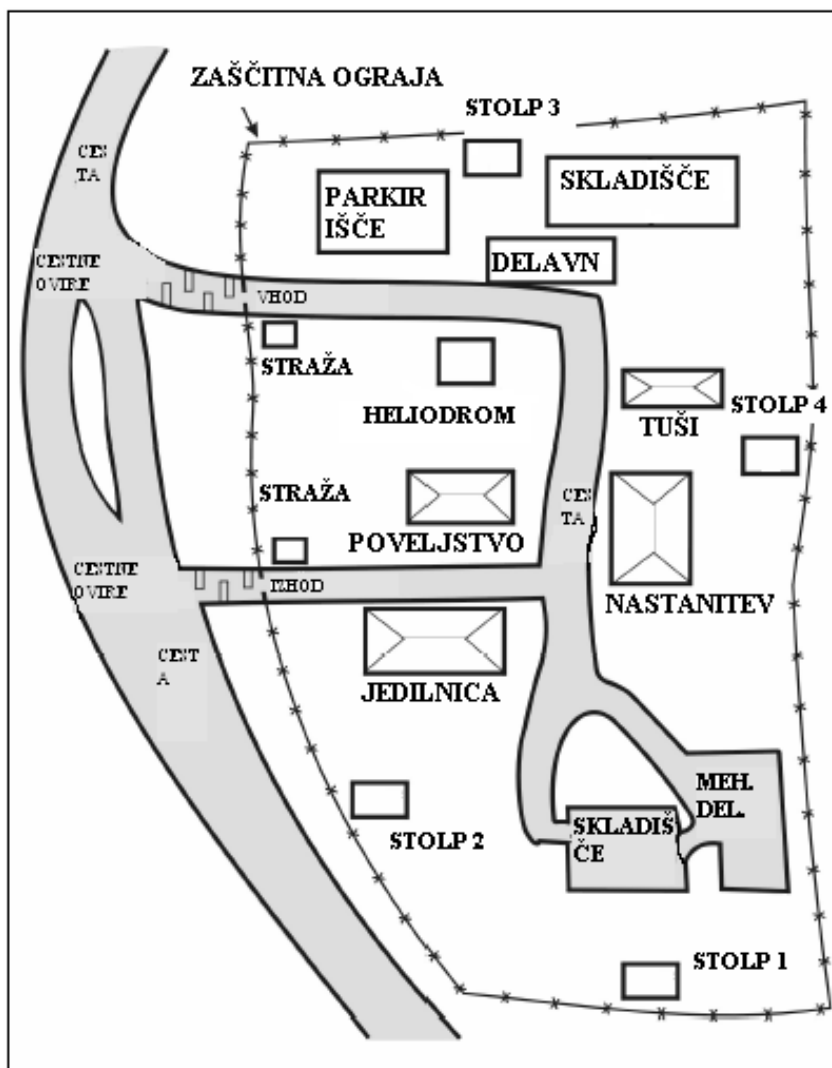 ZAŠČITNA OGRAJA
STOLP 3
CES
TA
PARKIR
IŠČE
SKLADIŠČE
DELAVN
CESTNE
OVIRE
VHOD
STRAŽA
HELIODROM
TUŠI
STOLP 4
STRAŽA
POVELJSTVO
CES
TA
CESTNE
OVIRE
IZHOD
NASTANITEV
CEST
A
JEDILNICA
MEH.
DEL.
STOLP 2
SKLADIŠ
ČE
STOLP 1